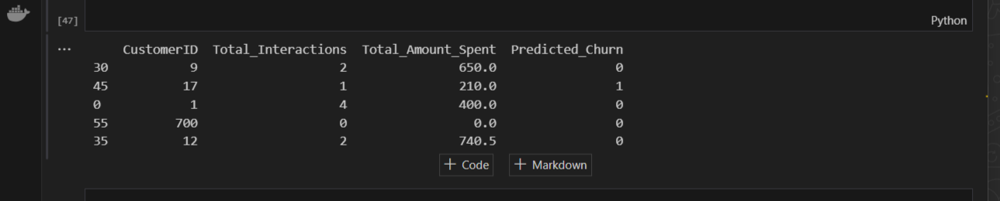 [47]
Python
...
CustomerID Total_Interactions Total_Amount_Spent Predicted_Churn
30 9 2 650.0 0
45 17 1 210.0 1
0 1 4 400.0 0
55 700 0 0.0 0
35 12 2 740.5 0
+ Code + Markdown